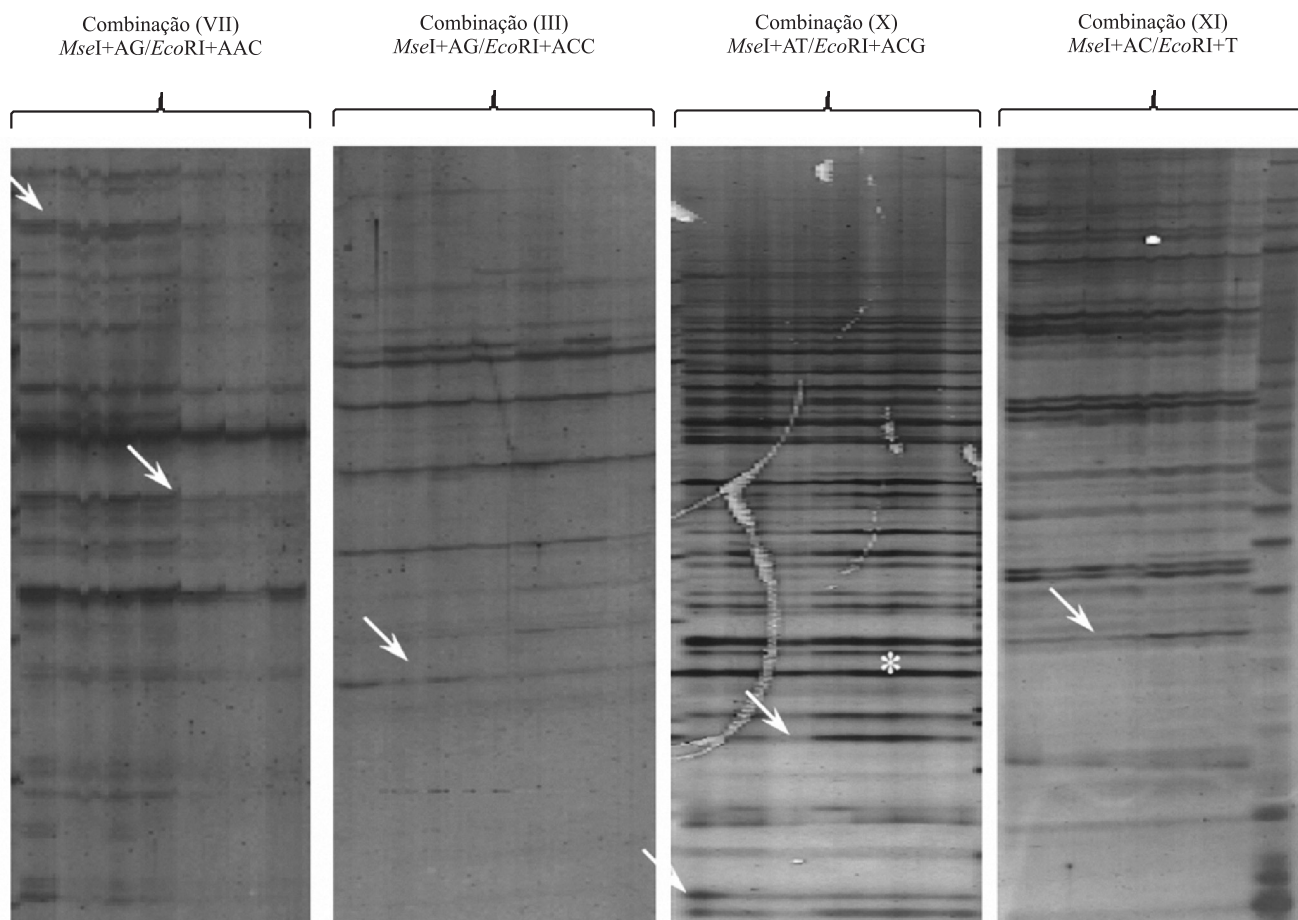 Combinação (VII)
MseI+AG/EcoRI+AAC
Combinação (III)
MseI+AG/EcoRI+ACC
Combinação (X)
MseI+AT/EcoRI+ACG
Combinação (XI)
MseI+AC/EcoRI+T
*